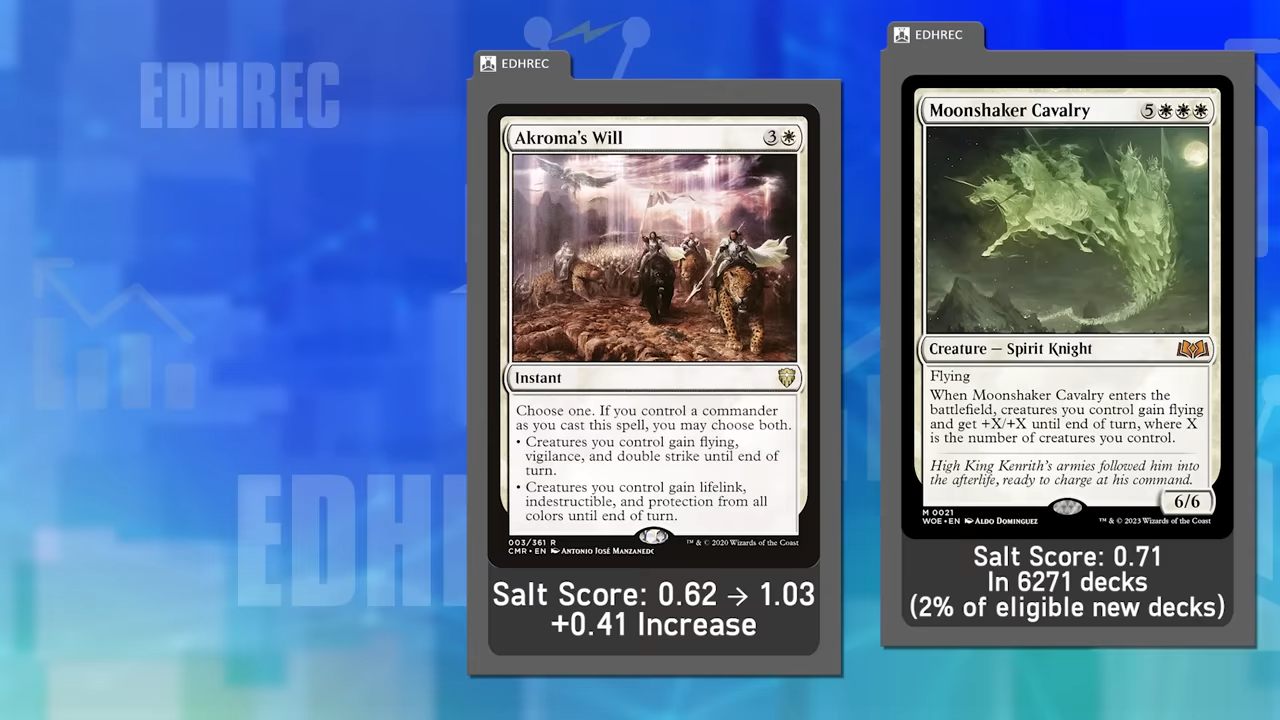 EDHREC
EDHREC
Akroma's Will
3
Instant
Choose one. If you control a commander
as you cast this spell, you may choose both.
• Creatures you control gain flying,
vigilance, and double strike until end of
turn.
• Creatures you control gain lifelink,
indestructible, and protection from all
colors until end of turn.
003/361 R
CMR • EN Antonio José Manzanedo
™ & © 2020 Wizards of the Coast
Salt Score: 0.62 → 1.03
+0.41 Increase
EDHREC
Moonshaker Cavalry
5
Creature — Spirit Knight
Flying
When Moonshaker Cavalry enters the
battlefield, creatures you control gain flying
and get +X/+X until end of turn, where X
is the number of creatures you control.
High King Kenrith's armies followed him into
the afterlife, ready to charge at his command.
6/6
M 0021
WOE • EN Aldo Dominguez
™ & © 2023 Wizards of the Coast
Salt Score: 0.71
In 6271 decks
(2% of eligible new decks)
EDH